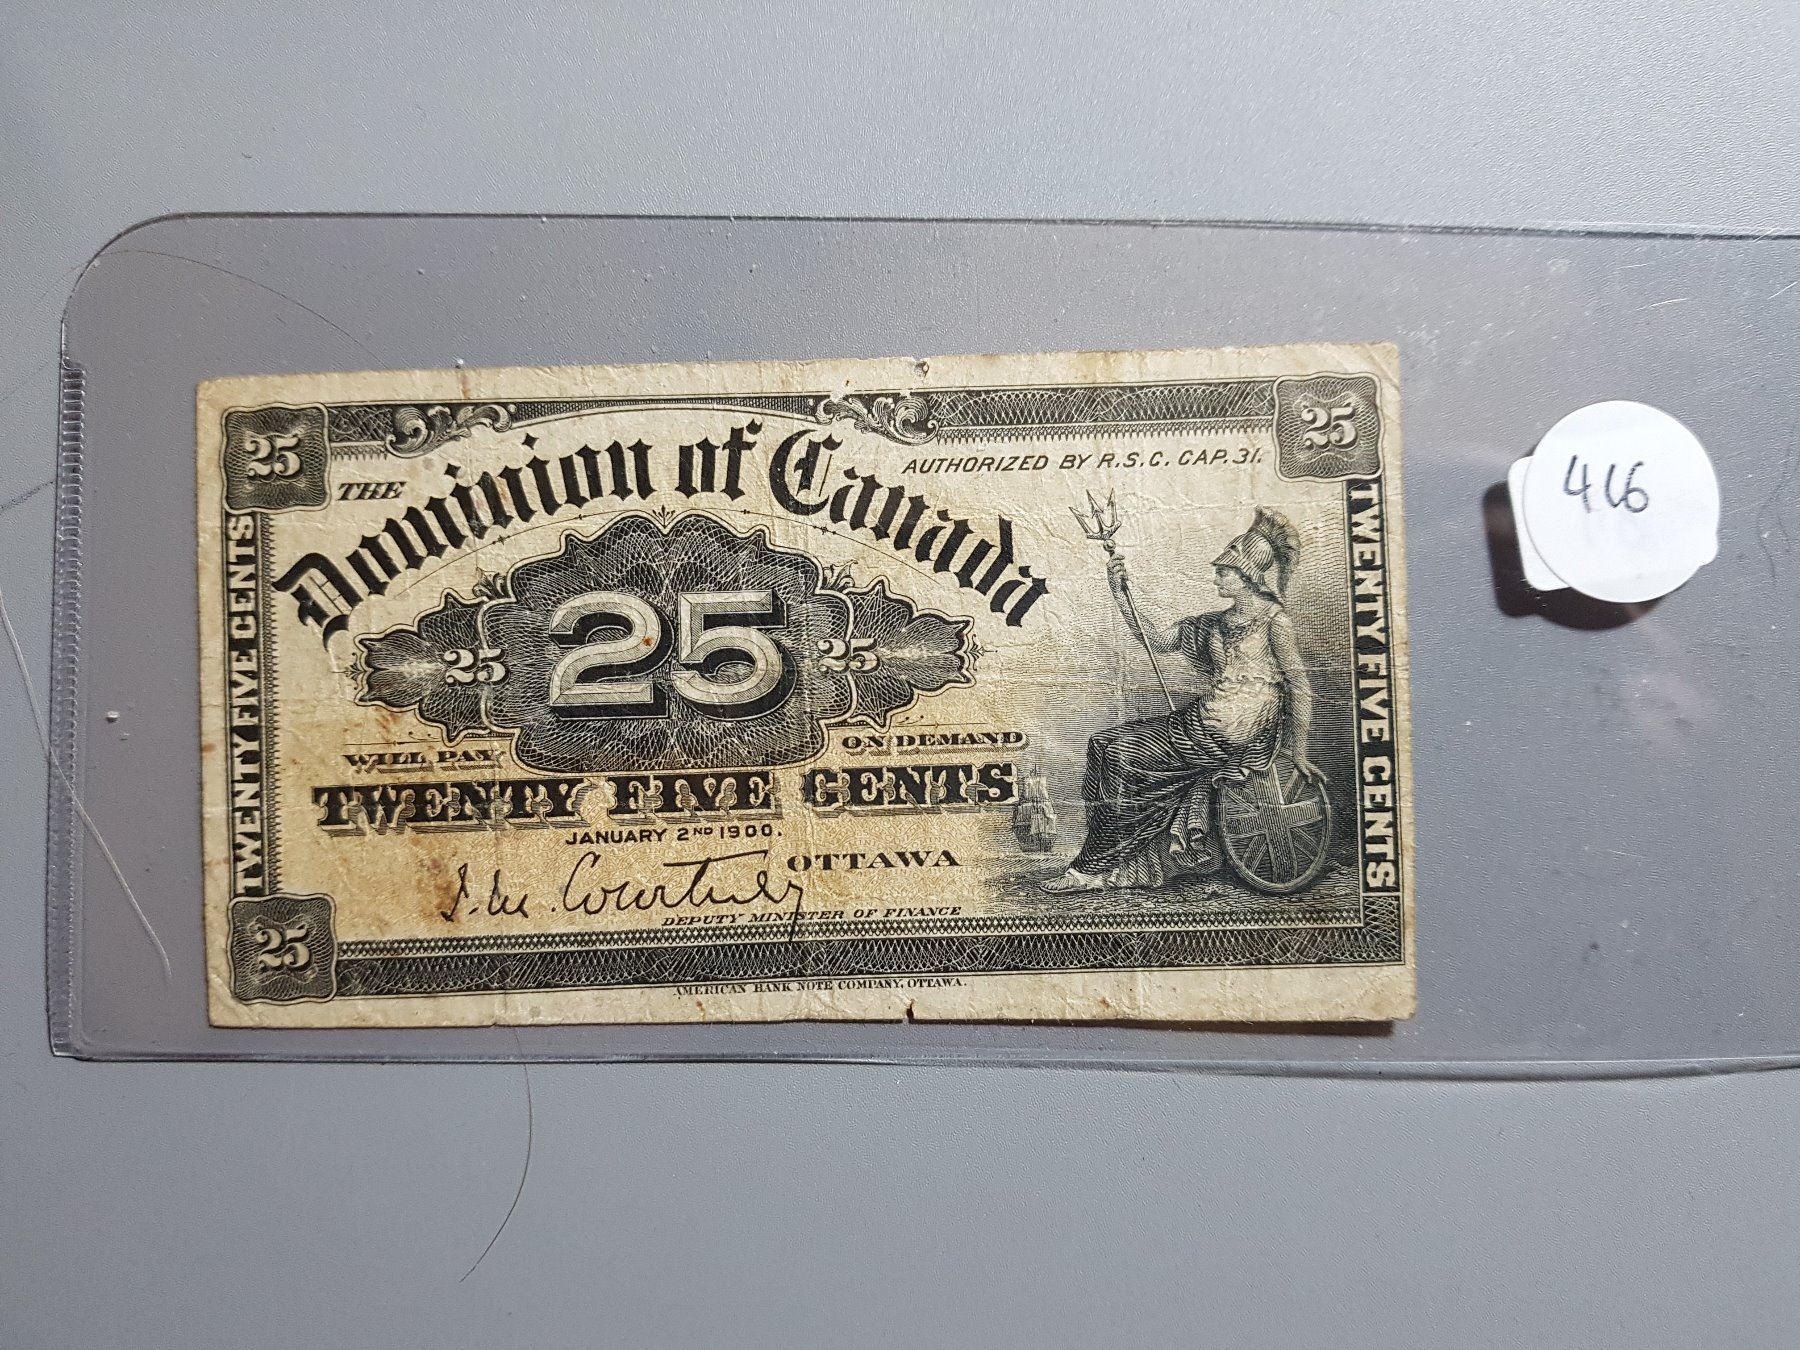 25
25
THE
Dominion of Canada
AUTHORIZED BY R.S.C. CAP.31.
TWENTY FIVE CENTS
25
25
25
TWENTY FIVE CENTS
WILL PAY
ON DEMAND
TWENTY FIVE CENTS
JANUARY 2ND 1900.
OTTAWA
J. M. Courtney
DEPUTY MINISTER OF FINANCE
25
AMERICAN BANK NOTE COMPANY, OTTAWA.